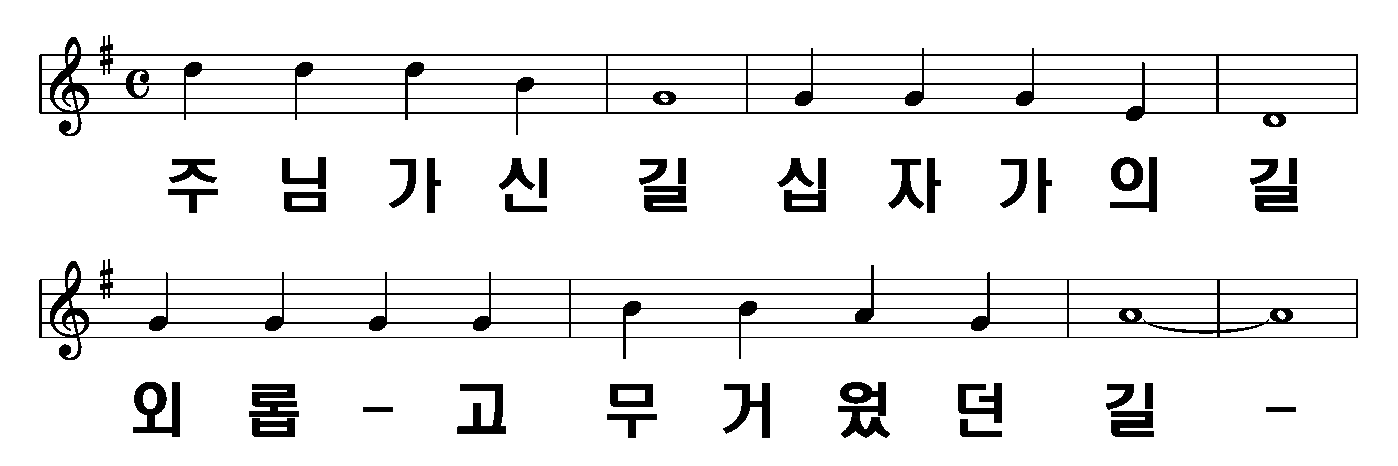 주 님 가 신 길 십 자 가 의 길
외 롭 - 고 무 거 웠 던 길 -